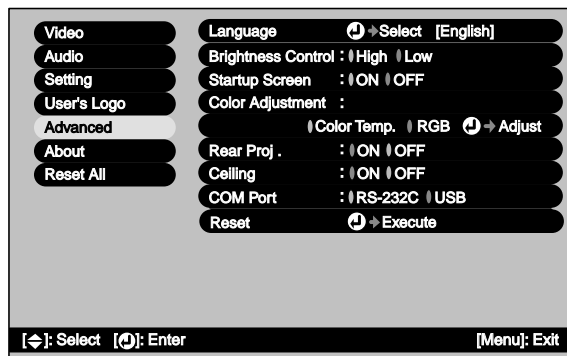 Video
Audio
Setting
User's Logo
Advanced
About
Reset All
Language Select [English]
Brightness Control : High Low
Startup Screen : ON OFF
Color Adjustment :
Color Temp. RGB Adjust
Rear Proj . : ON OFF
Ceiling : ON OFF
COM Port : RS-232C USB
Reset Execute
[ ]: Select [ ]: Enter [Menu]: Exit